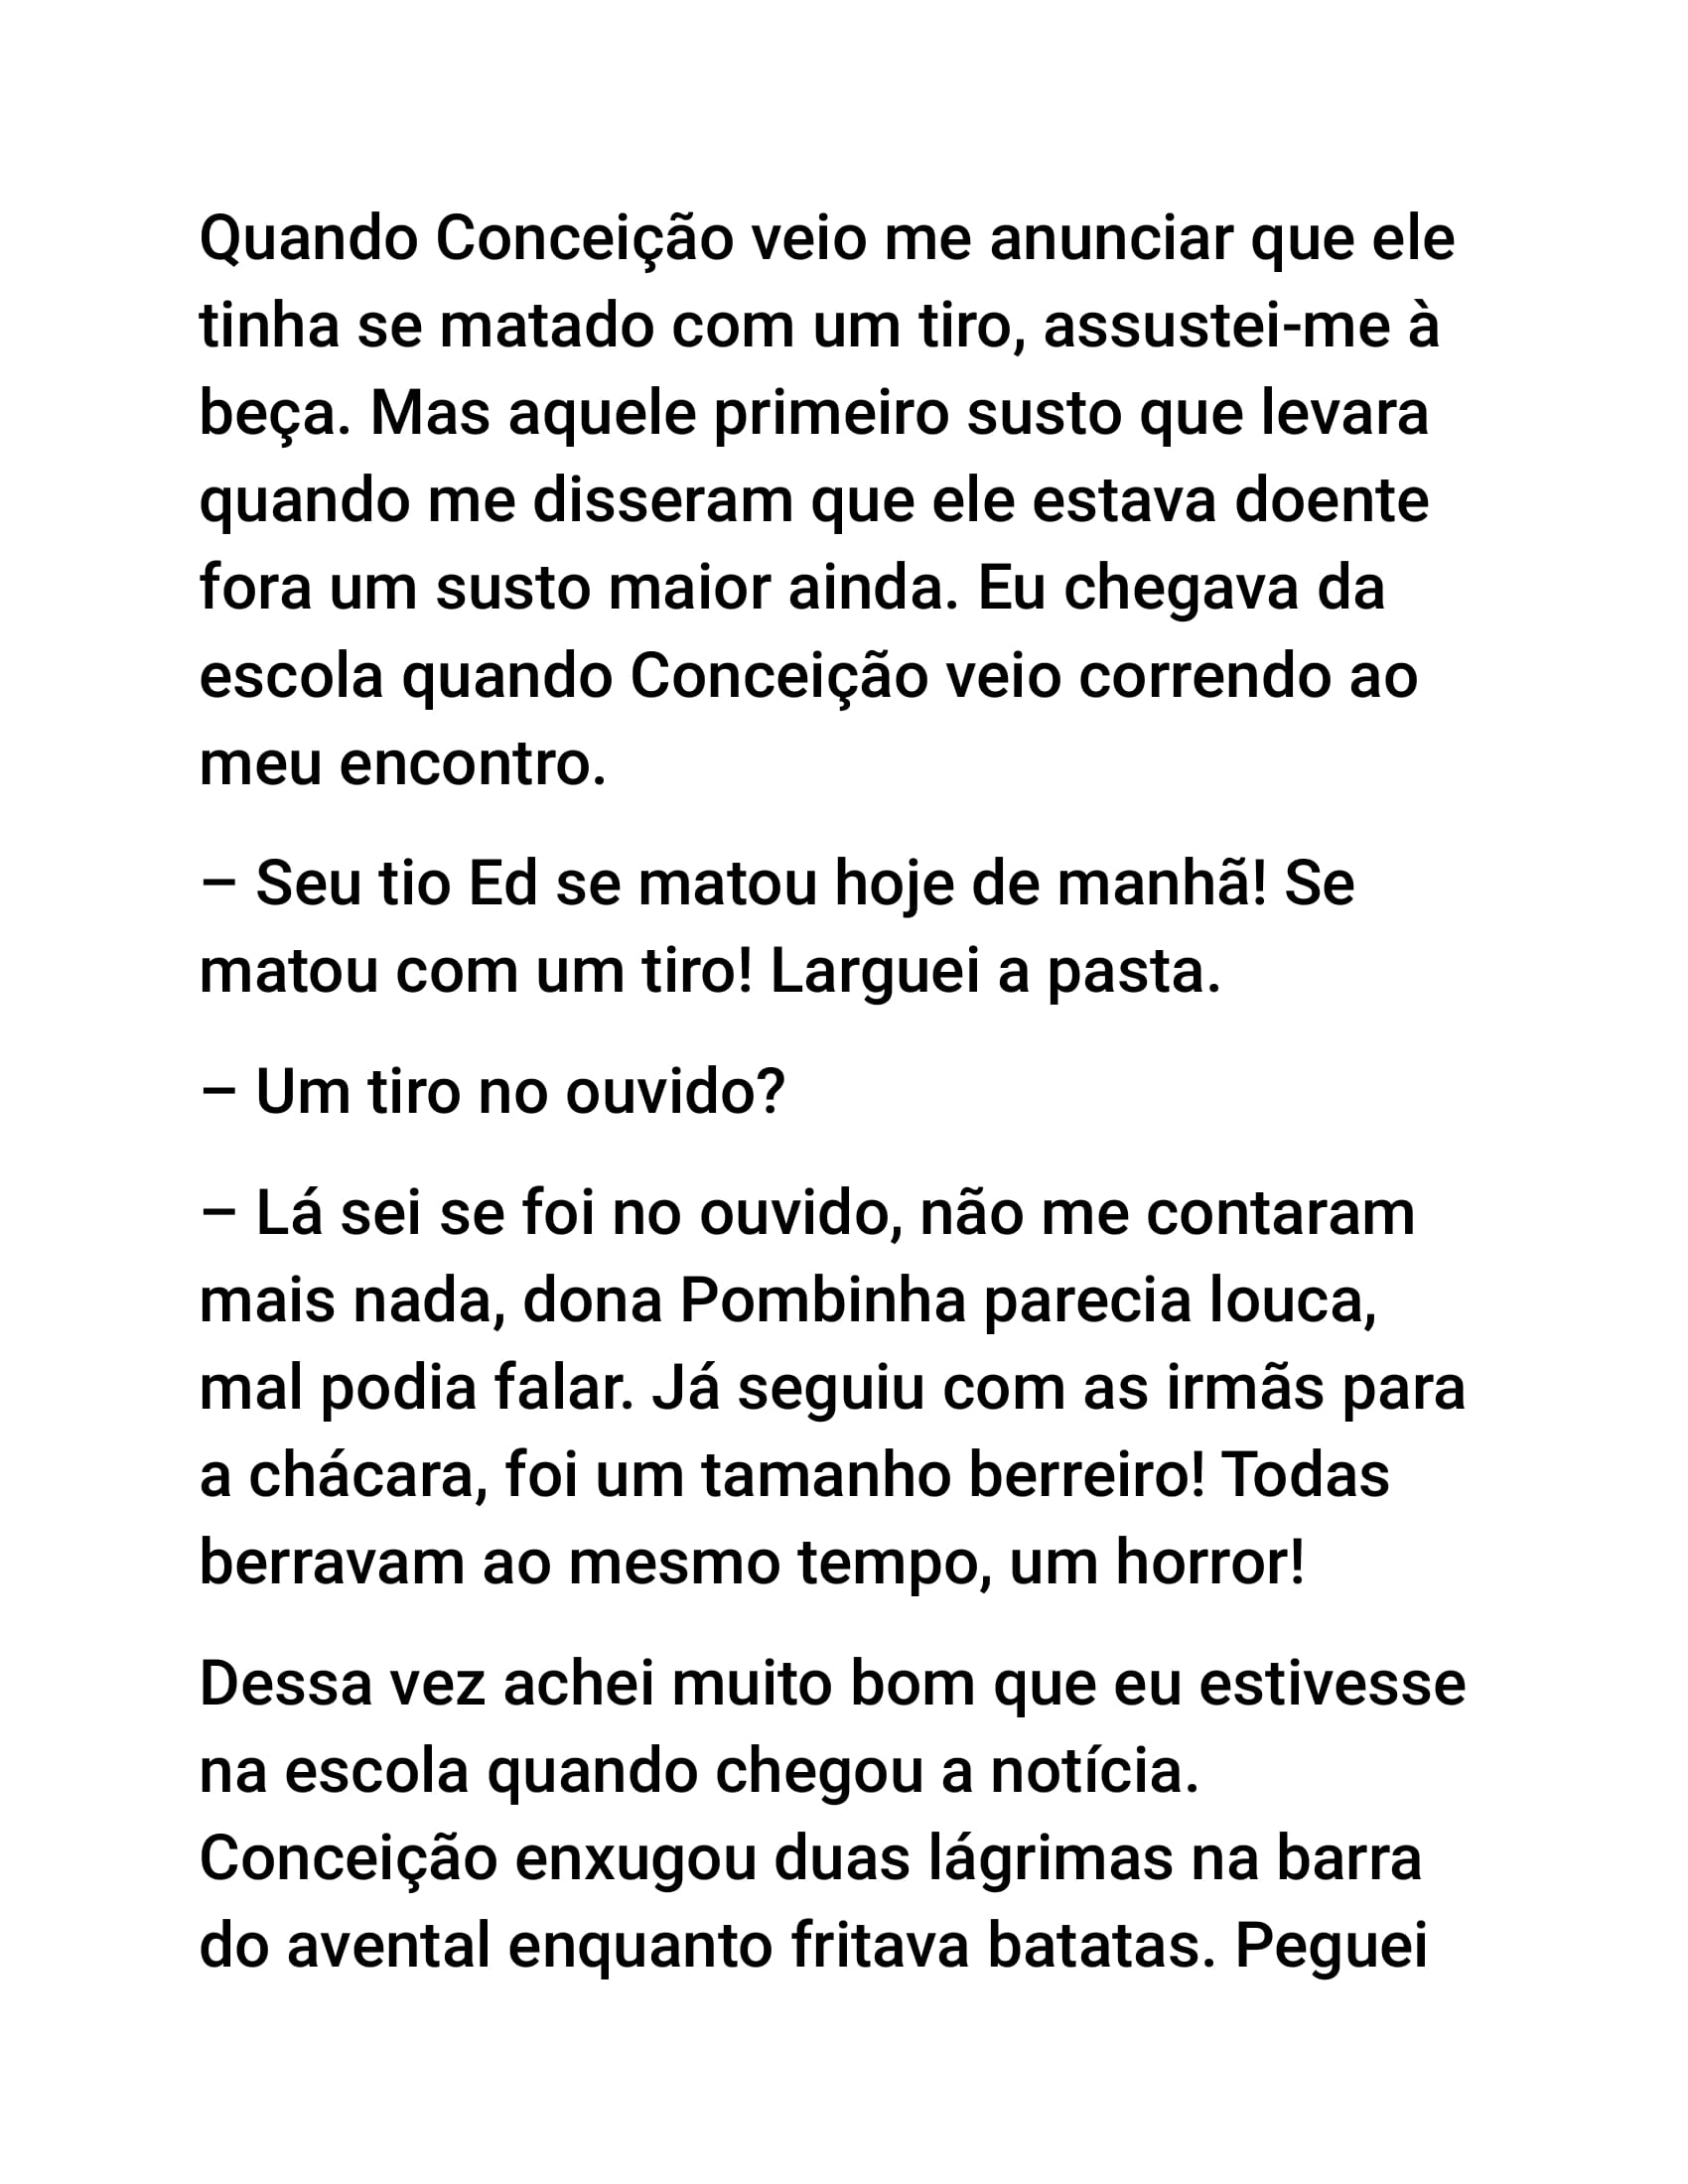 Quando Conceição veio me anunciar que ele
tinha se matado com um tiro, assustei-me à
beça. Mas aquele primeiro susto que levara
quando me disseram que ele estava doente
fora um susto maior ainda. Eu chegava da
escola quando Conceição veio correndo ao
meu encontro.
– Seu tio Ed se matou hoje de manhã! Se
matou com um tiro! Larguei a pasta.
– Um tiro no ouvido?
– Lá sei se foi no ouvido, não me contaram
mais nada, dona Pombinha parecia louca,
mal podia falar. Já seguiu com as irmãs para
a chácara, foi um tamanho berreiro! Todas
berravam ao mesmo tempo, um horror!
Dessa vez achei muito bom que eu estivesse
na escola quando chegou a notícia.
Conceição enxugou duas lágrimas na barra
do avental enquanto fritava batatas. Peguei